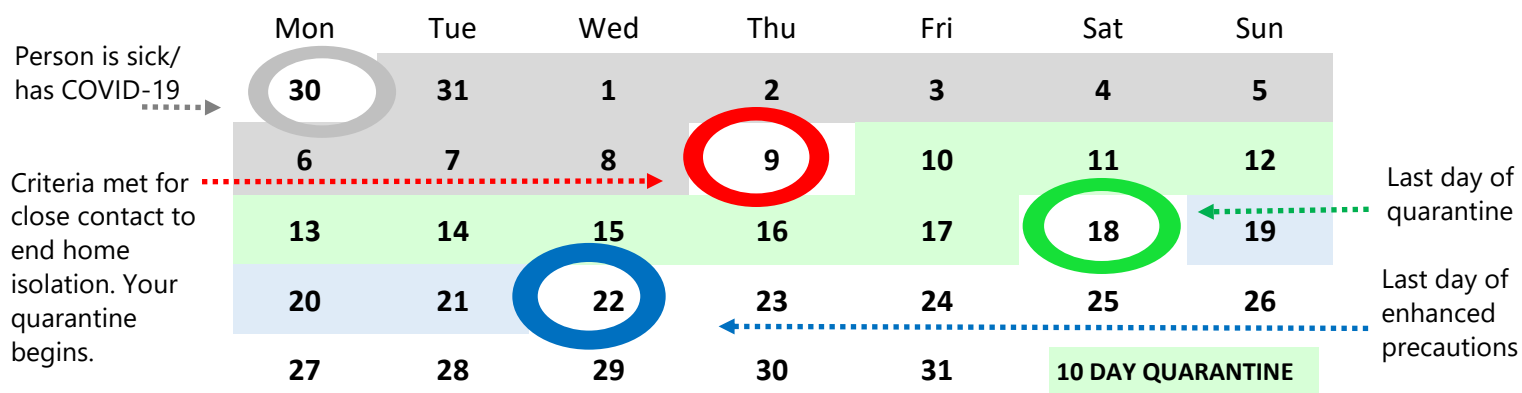 Mon Tue Wed Thu Fri Sat Sun
Person is sick/
has COVID-19
30 31 1 2 3 4 5
6 7 8 9 10 11 12
Criteria met for
close contact to
end home
isolation. Your
quarantine
begins.
Last day of
quarantine
13 14 15 16 17 18 19
20 21 22 23 24 25 26
Last day of
enhanced
precautions
27 28 29 30 31 10 DAY QUARANTINE